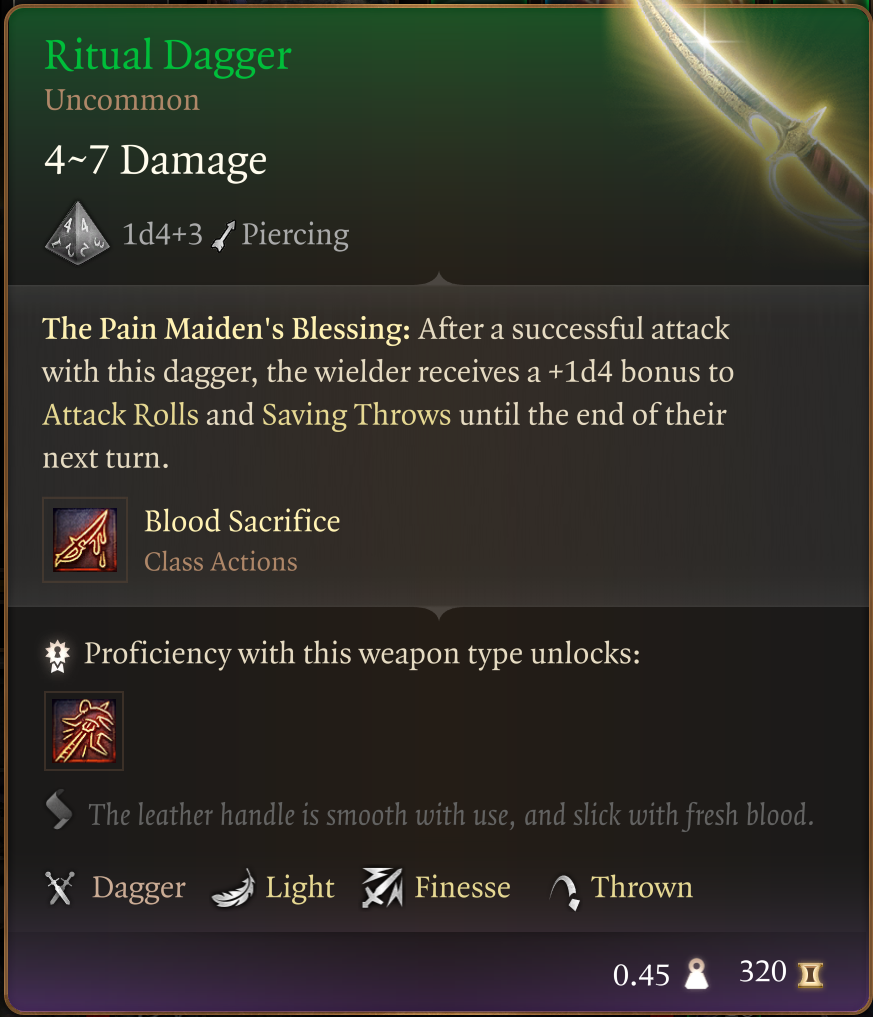 Ritual Dagger
Uncommon
4~7 Damage
1d4+3 Piercing
The Pain Maiden's Blessing: After a successful attack
with this dagger, the wielder receives a +1d4 bonus to
Attack Rolls and Saving Throws until the end of their
next turn.
Blood Sacrifice
Class Actions
Proficiency with this weapon type unlocks:
The leather handle is smooth with use, and slick with fresh blood.
Dagger Light Finesse Thrown
0.45 320